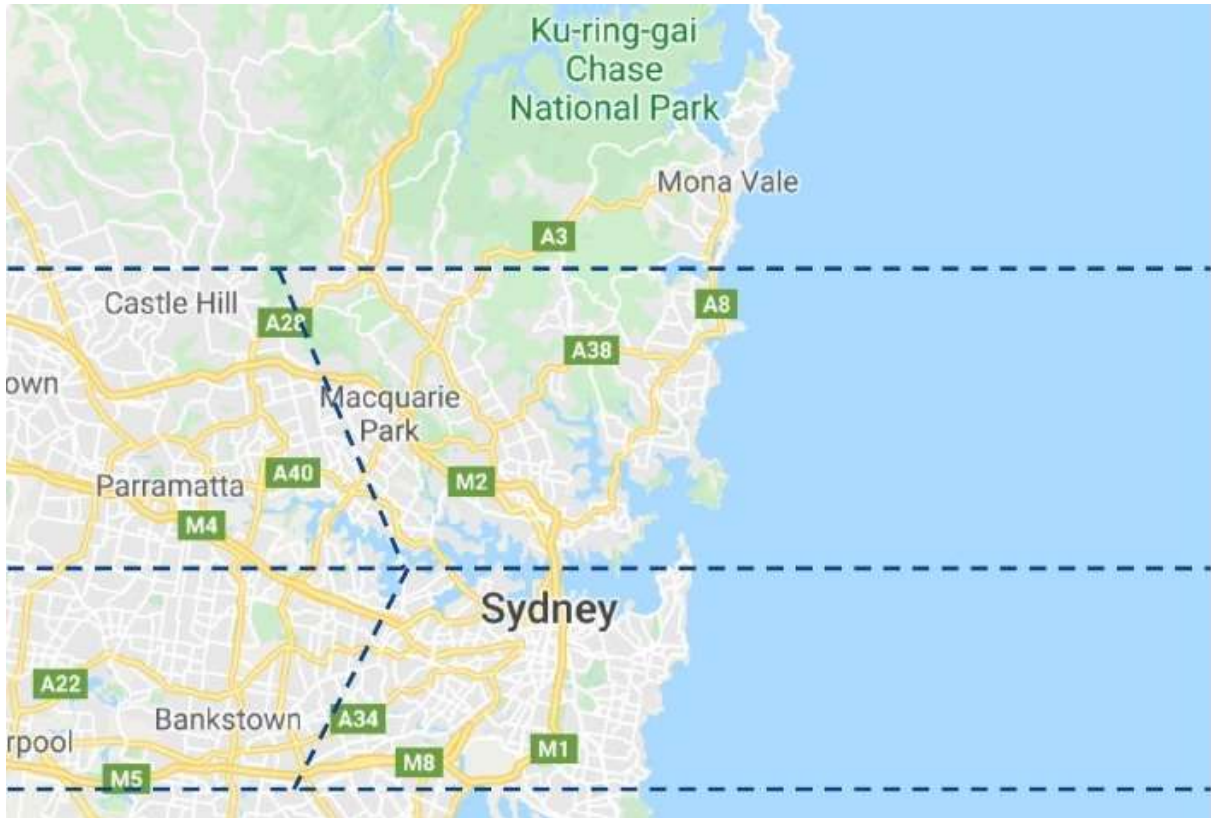 Ku-ring-gai
Chase
National Park
Mona Vale
A3
Castle Hill
A28
A8
A38
own
Macquarie
Park
A40
M2
Parramatta
M4
Sydney
A22
Bankstown
A34
rpool
M1
M8
M5